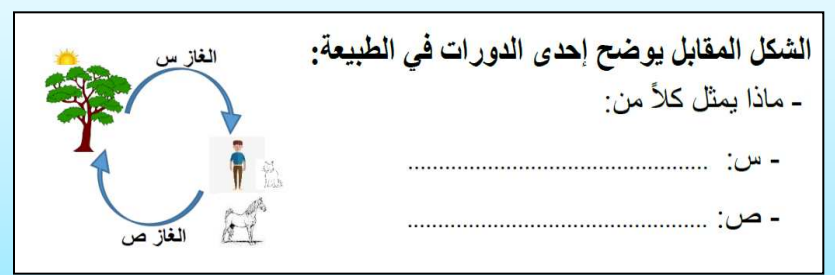 الشكل المقابل يوضح إحدى الدورات في الطبيعة:
- ماذا يمثل كلاً من:
- س: ................................................
- ص: ................................................
الغاز س
الغاز ص